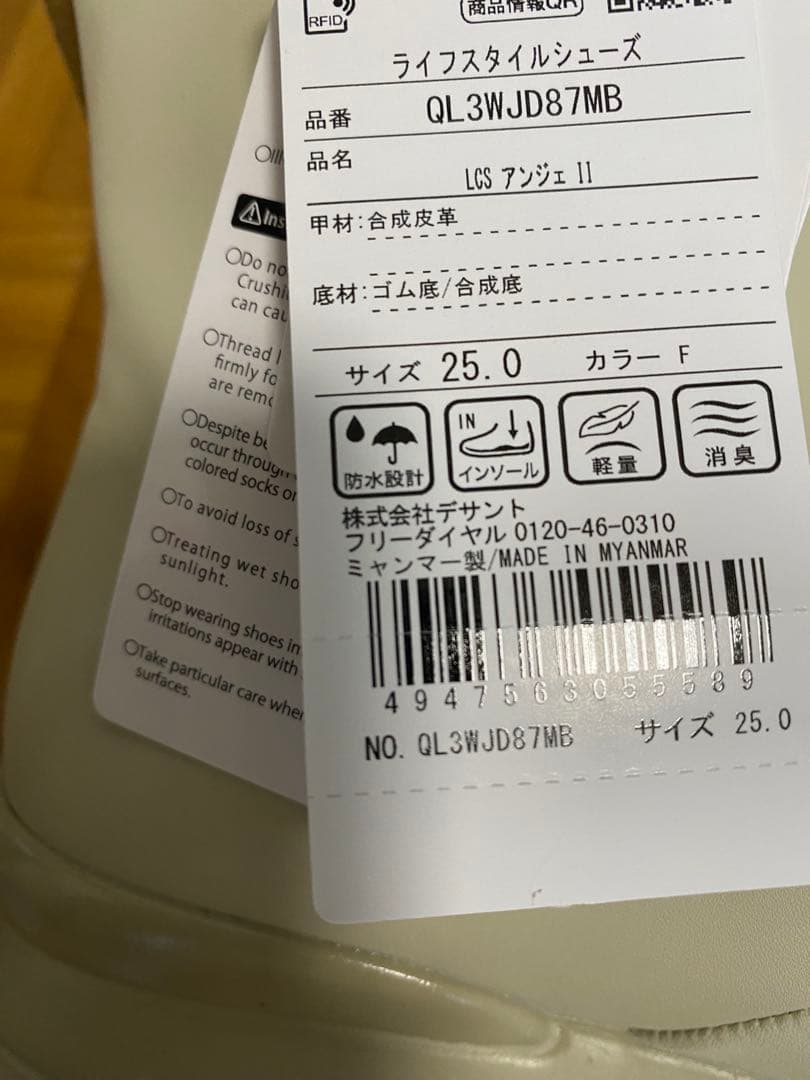 RFID
商品情報QR
ライフスタイルシューズ
品番 QL3WJD87MB
品名
LCS アンジェ II
甲材:合成皮革
底材:ゴム底/合成底
サイズ 25.0 カラー F
防水設計
IN
インソール
軽量
消臭
株式会社デサント
フリーダイヤル 0120-46-0310
ミャンマー製/MADE IN MYANMAR
4947563055589
NO. QL3WJD87MB サイズ 25.0
○Do no
Crushi
can cau
○Thread
firmly fo
are remo
○Despite be
occur through
colored socks or
○To avoid loss of s
○Treating wet sho
sunlight.
○Stop wearing shoes in
irritations appear with
○Take particular care when
surfaces.